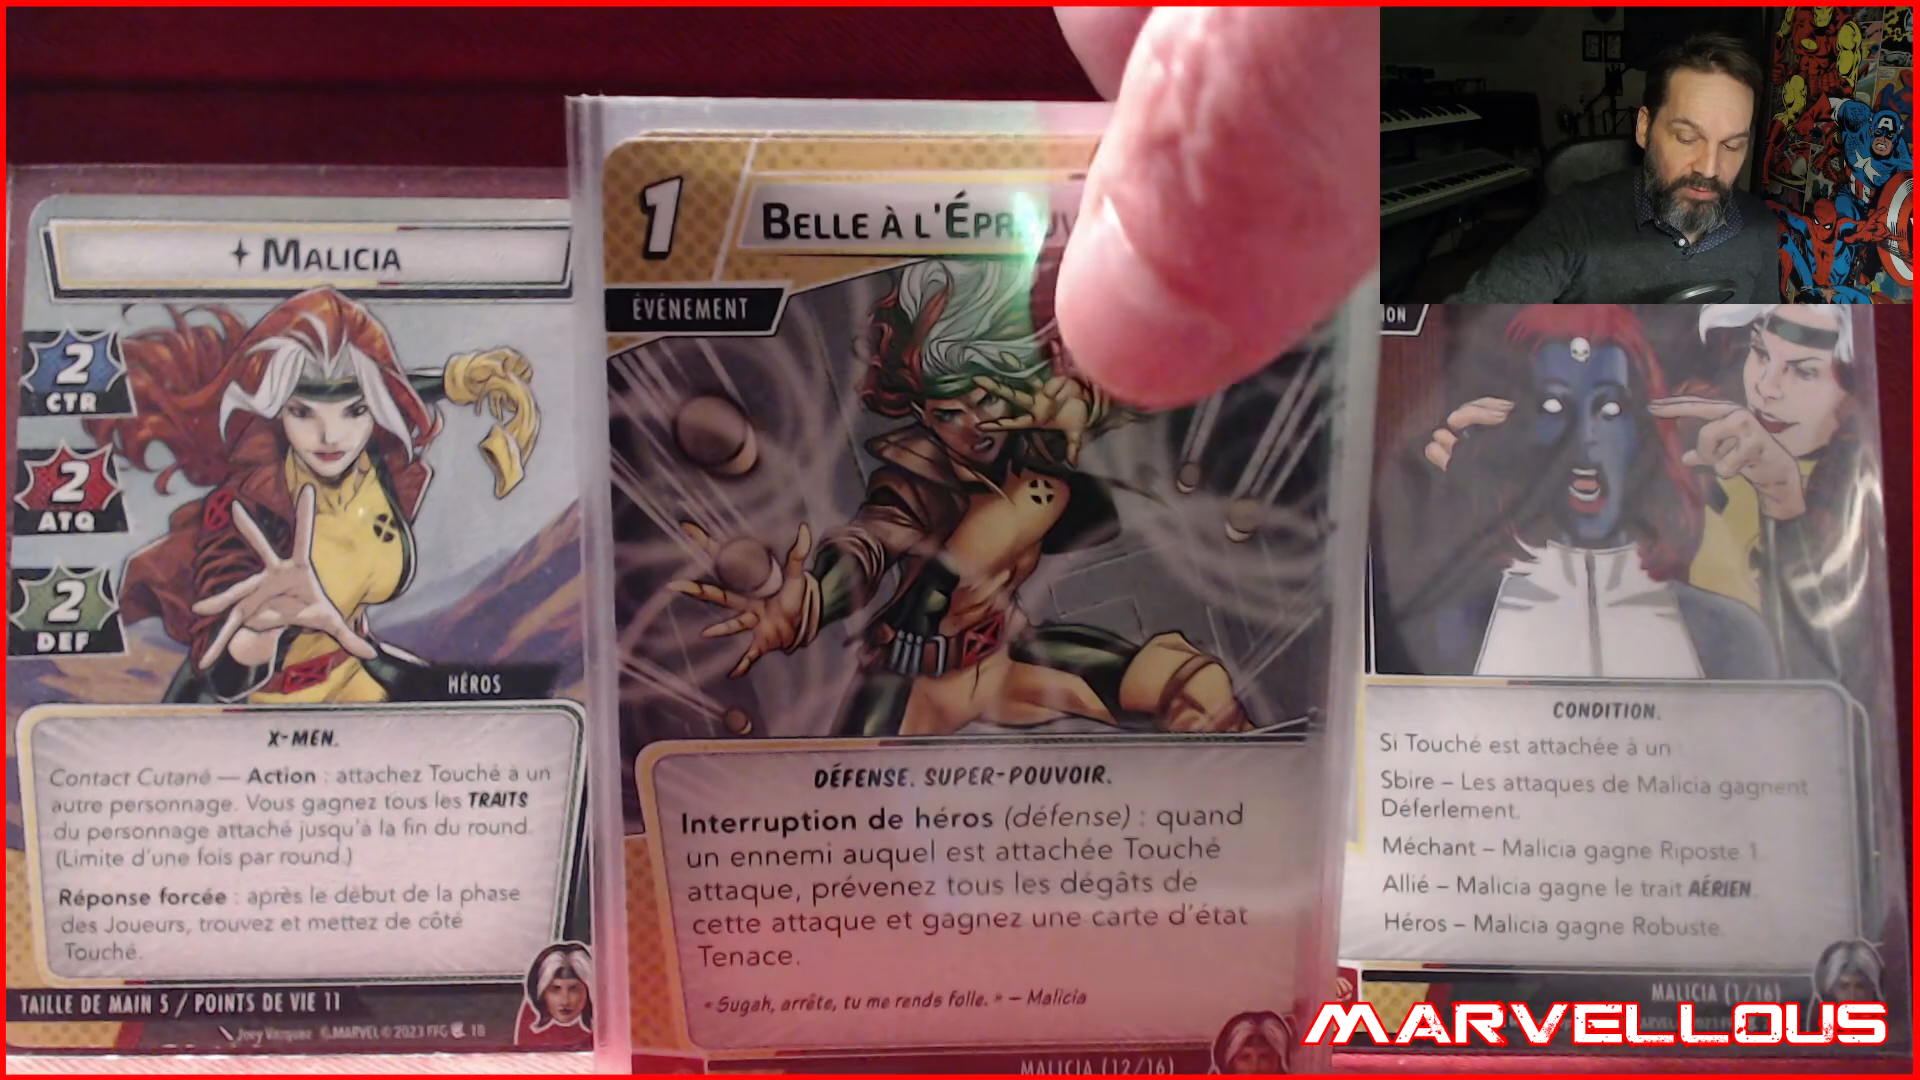 ✦ MALICIA
2
CTR
2
ATQ
2
DEF
HÉROS
X-MEN.
Contact Cutané — Action : attachez Touché à un
autre personnage. Vous gagnez tous les TRAITS
du personnage attaché jusqu'à la fin du round.
(Limite d'une fois par round.)
Réponse forcée : après le début de la phase
des Joueurs, trouvez et mettez de côté
Touché.
TAILLE DE MAIN 5 / POINTS DE VIE 11
Joey Vazquez ©MARVEL ©2023 FFG 1B
1
BELLE À L'ÉPR
ÉVÉNEMENT
DÉFENSE. SUPER-POUVOIR.
Interruption de héros (défense) : quand
un ennemi auquel est attachée Touché
attaque, prévenez tous les dégâts de
cette attaque et gagnez une carte d'état
Tenace.
« Sugah, arrête, tu me rends folle. » – Malicia
MALICIA (12/16)
ION
CONDITION.
Si Touché est attachée à un :
Sbire – Les attaques de Malicia gagnent
Déferlement.
Méchant – Malicia gagne Riposte 1.
Allié – Malicia gagne le trait AÉRIEN.
Héros – Malicia gagne Robuste.
MALICIA (1/16)
MARVELLOUS